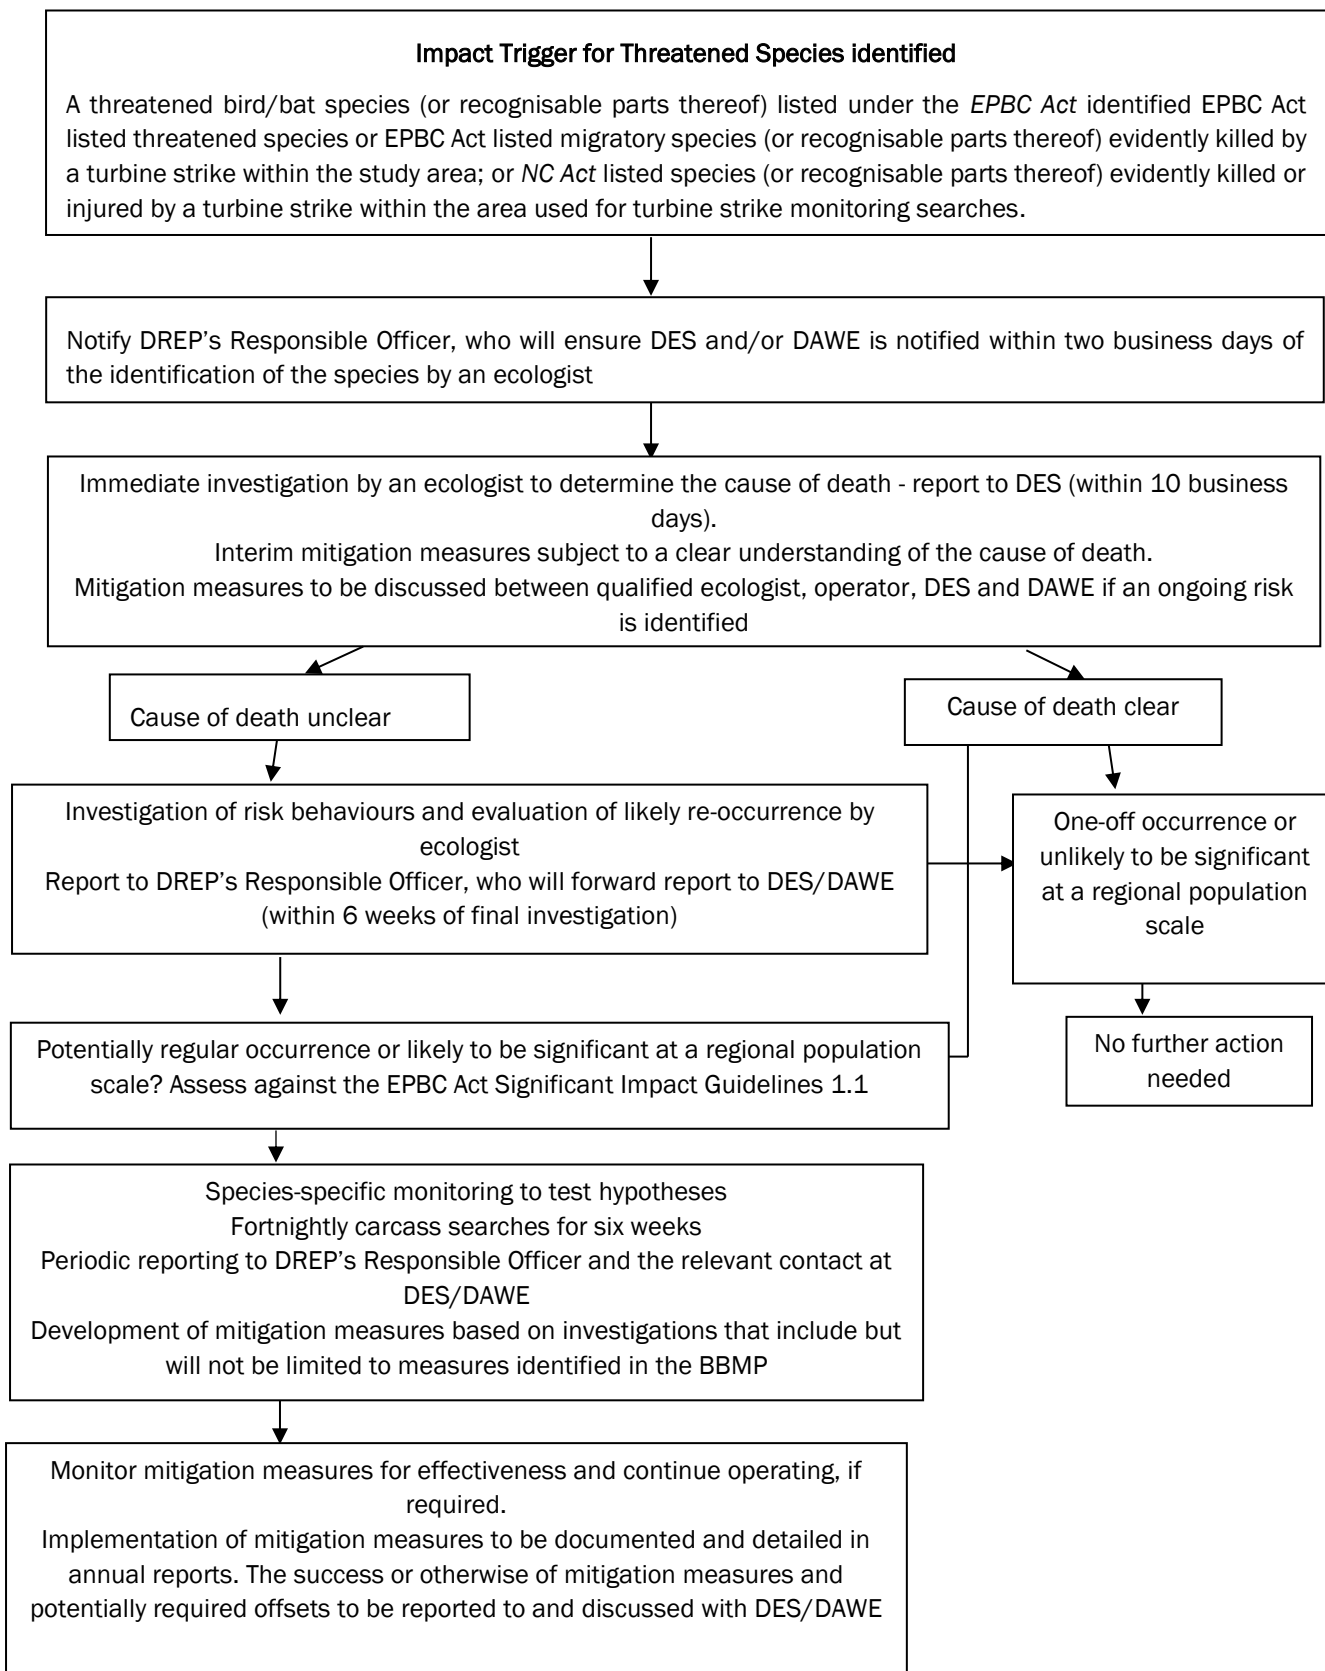 Impact Trigger for Threatened Species identified
A threatened bird/bat species (or recognisable parts thereof) listed under the EPBC Act identified EPBC Act
listed threatened species or EPBC Act listed migratory species (or recognisable parts thereof) evidently killed by
a turbine strike within the study area; or NC Act listed species (or recognisable parts thereof) evidently killed or
injured by a turbine strike within the area used for turbine strike monitoring searches.
Notify DREP’s Responsible Officer, who will ensure DES and/or DAWE is notified within two business days of
the identification of the species by an ecologist
Immediate investigation by an ecologist to determine the cause of death - report to DES (within 10 business
days).
Interim mitigation measures subject to a clear understanding of the cause of death.
Mitigation measures to be discussed between qualified ecologist, operator, DES and DAWE if an ongoing risk
is identified
Cause of death unclear
Cause of death clear
Investigation of risk behaviours and evaluation of likely re-occurrence by
ecologist
Report to DREP’s Responsible Officer, who will forward report to DES/DAWE
(within 6 weeks of final investigation)
One-off occurrence or
unlikely to be significant
at a regional population
scale
Potentially regular occurrence or likely to be significant at a regional population
scale? Assess against the EPBC Act Significant Impact Guidelines 1.1
No further action
needed
Species-specific monitoring to test hypotheses
Fortnightly carcass searches for six weeks
Periodic reporting to DREP’s Responsible Officer and the relevant contact at
DES/DAWE
Development of mitigation measures based on investigations that include but
will not be limited to measures identified in the BBMP
Monitor mitigation measures for effectiveness and continue operating, if
required.
Implementation of mitigation measures to be documented and detailed in
annual reports. The success or otherwise of mitigation measures and
potentially required offsets to be reported to and discussed with DES/DAWE